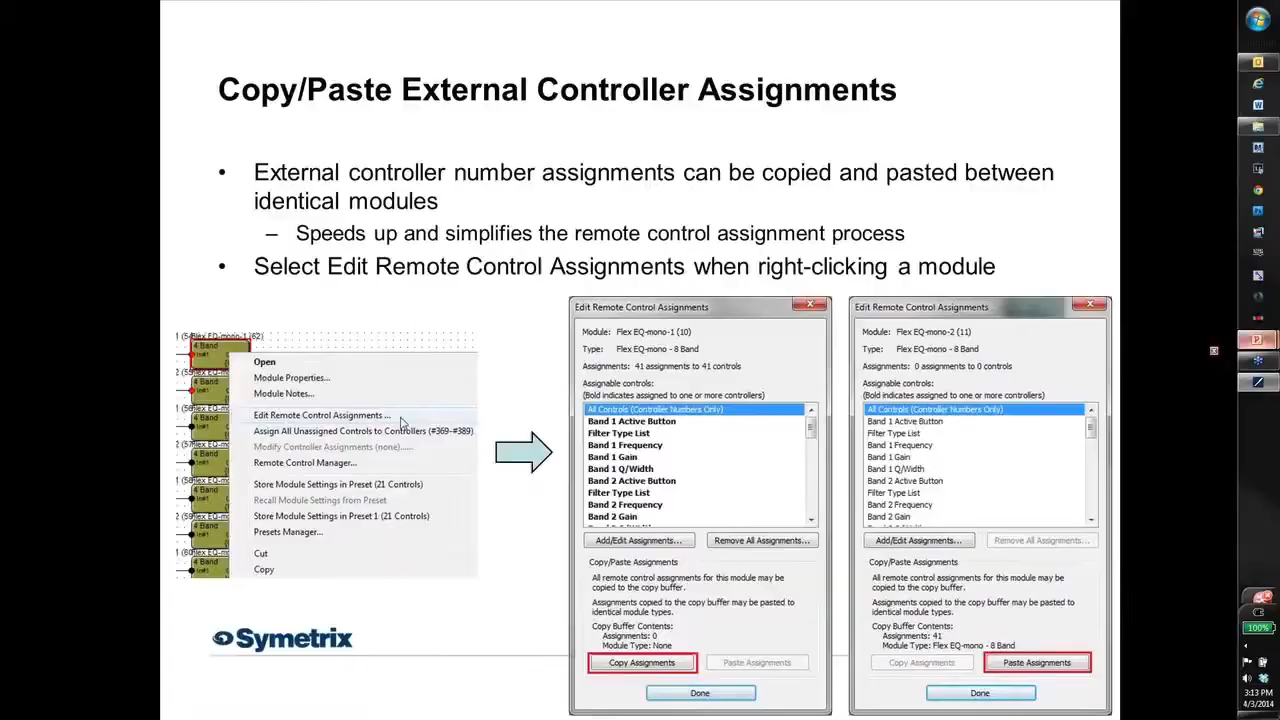 Copy/Paste External Controller Assignments
• External controller number assignments can be copied and pasted between
identical modules
– Speeds up and simplifies the remote control assignment process
• Select Edit Remote Control Assignments when right-clicking a module
4 Band
In#1
4 Band
4 Band
4 Band
4 Band
4 Band
4 Band
Open
Module Properties...
Module Notes...
Edit Remote Control Assignments ...
Assign All Unassigned Controls to Controllers (#369-#389)
Modify Controller Assignments (none)......
Remote Control Manager...
Store Module Settings in Preset (21 Controls)
Recall Module Settings from Preset
Store Module Settings in Preset 1 (21 Controls)
Presets Manager...
Cut
Copy
Symetrix
Edit Remote Control Assignments
Module: Flex EQ-mono-1 (10)
Type: Flex EQ-mono - 8 Band
Assignments: 41 assignments to 41 controls
Assignable controls:
(Bold indicates assigned to one or more controllers)
All Controls (Controller Numbers Only)
Band 1 Active Button
Filter Type List
Band 1 Frequency
Band 1 Gain
Band 1 Q/Width
Band 2 Active Button
Filter Type List
Band 2 Frequency
Band 2 Gain
Add/Edit Assignments... Remove All Assignments...
Copy/Paste Assignments
All remote control assignments for this module may be
copied to the copy buffer.
Assignments copied to the copy buffer may be pasted to
identical module types.
Copy Buffer Contents:
Assignments: 0
Module Type: None
Copy Assignments Paste Assignments
Done
Edit Remote Control Assignments
Module: Flex EQ-mono-2 (11)
Type: Flex EQ-mono - 8 Band
Assignments: 0 assignments to 0 controls
Assignable controls:
(Bold indicates assigned to one or more controllers)
All Controls (Controller Numbers Only)
Band 1 Active Button
Filter Type List
Band 1 Frequency
Band 1 Gain
Band 1 Q/Width
Band 2 Active Button
Filter Type List
Band 2 Frequency
Band 2 Gain
Add/Edit Assignments... Remove All Assignments...
Copy/Paste Assignments
All remote control assignments for this module may be
copied to the copy buffer.
Assignments copied to the copy buffer may be pasted to
identical module types.
Copy Buffer Contents:
Assignments: 41
Module Type: Flex EQ-mono - 8 Band
Copy Assignments Paste Assignments
Done
100%
3:13 PM
4/3/2014